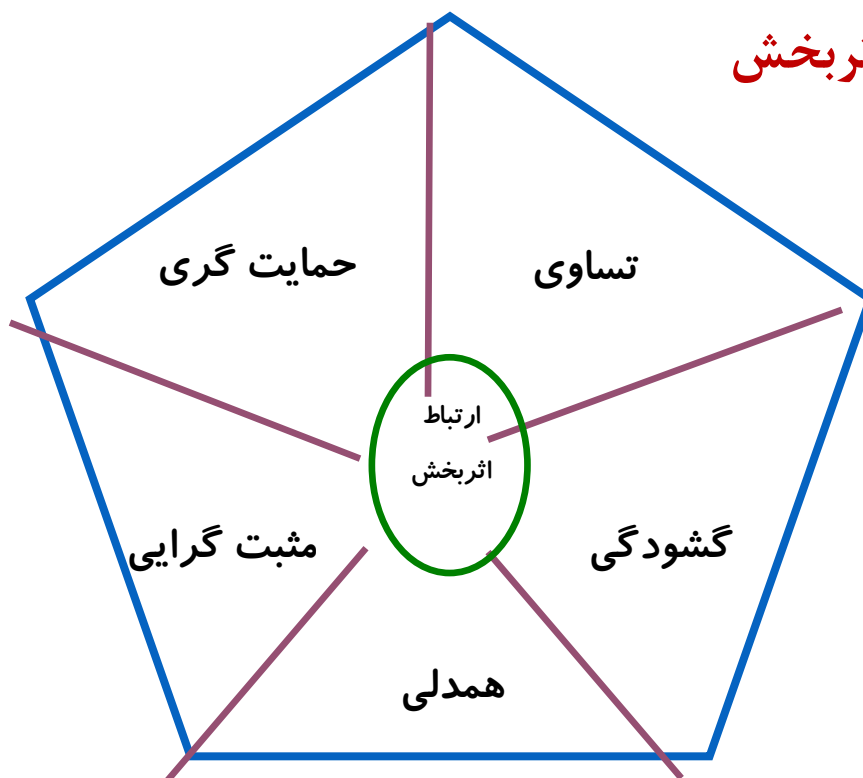 تساوی
حمایت گری
ارتباط
اثربخش
گشودگی
مثبت گرایی
همدلی